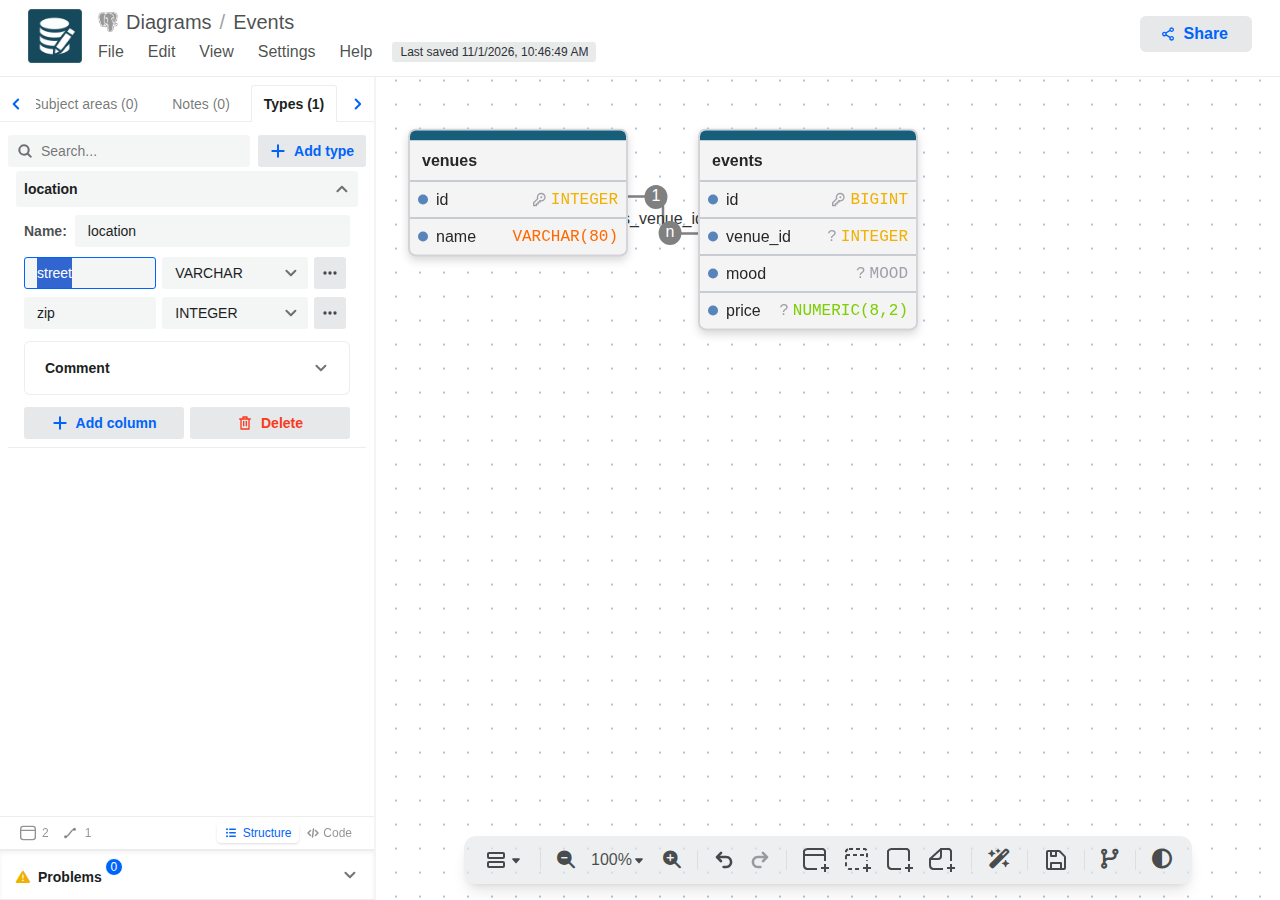 Diagrams / Events
File Edit View Settings Help Last saved 11/1/2026, 10:46:49 AM
Share
Subject areas (0) Notes (0) Types (1)
Search...
Add type
location
Name: location
street VARCHAR
zip INTEGER
Comment
Add column Delete
venues
id INTEGER
name VARCHAR(80)
1
s_venue_id
n
events
id BIGINT
venue_id ? INTEGER
mood ? MOOD
price ? NUMERIC(8,2)
2 1 Structure Code
Problems 0
100%